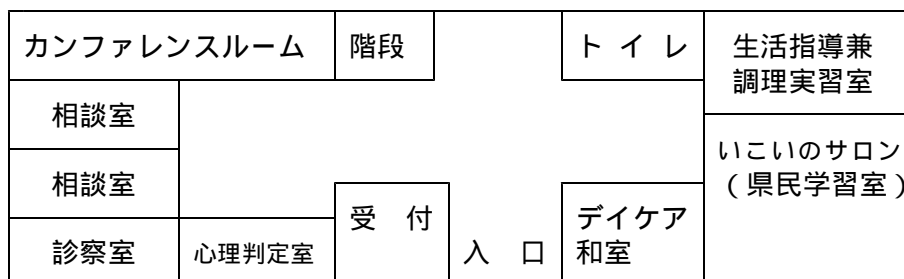 カンファレンスルーム
階段
トイレ
生活指導兼
調理実習室
相談室
相談室
いこいのサロン
(県民学習室)
受 付
デイケア
和室
診察室
心理判定室
入 口